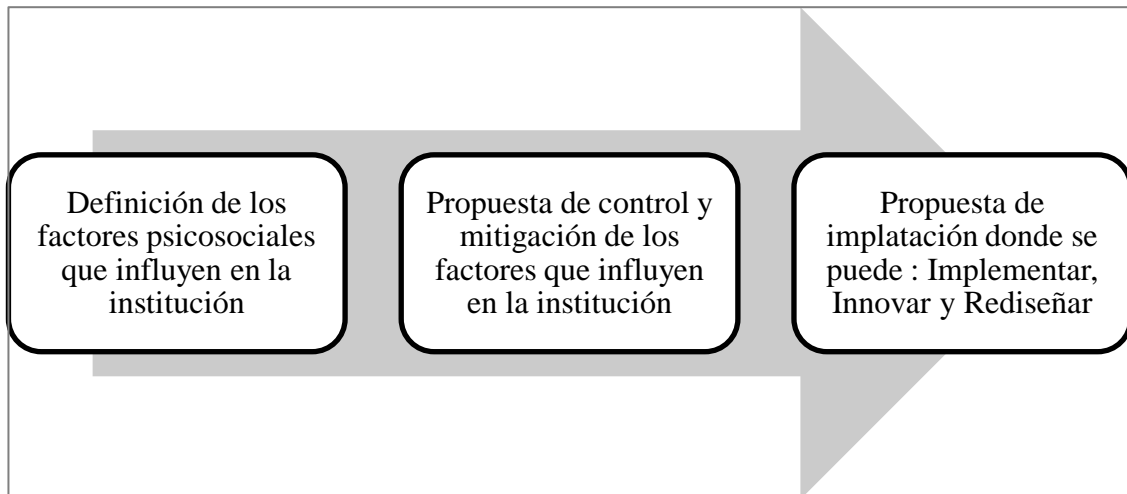 Definición de los
factores psicosociales
que influyen en la
institución
Propuesta de control y
mitigación de los
factores que influyen
en la institución
Propuesta de
implatación donde se
puede : Implementar,
Innovar y Rediseñar